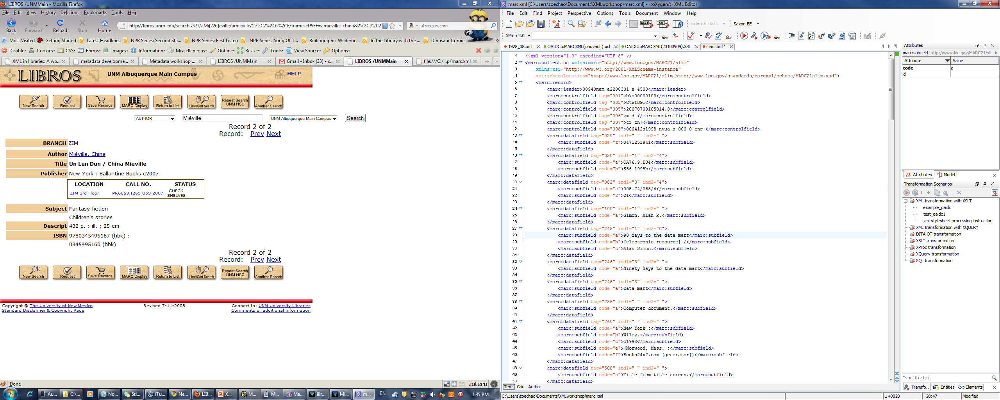 LIBROS /UNMMain - Mozilla Firefox
File Edit View History Delicious Bookmarks Tools Help
Back Forward Reload Stop Home http://libros.unm.edu/search~S7?/aMi{226}eville/amieville/1%2C2%2C6%2CE/frameset&FF=amieville+china&2%2C%2C2 Amazon.com
Most Visited Getting Started Latest Headlines NPR Series: Second Sta... NPR Series: First Listen NPR Series: Song Of T... Bibliographic Wilderne... In the Library with the ... Dinosaur Comics »
Disable Cookies CSS Forms Images Information Miscellaneous Outline Resize Tools View Source Options
XML in libraries: A wo... metadata developme... Metadata workshop ... LIBROS /UNMMain Gmail - Inbox (33) - c... LIBROS /UNMMain file:///C:/...p/marc.xml
LIBROS UNM Albuquerque Main Campus HELP
New Search Request Save Records MARC Display Return to List Limit/Sort Search Repeat Search UNM HSC Another Search
AUTHOR Miéville UNM Albuquerque Main Campus Search
Record 2 of 2
Record: Prev Next
BRANCH ZIM
Author Miéville, China
Title Un Lun Dun / China Mieville
Publisher New York : Ballantine Books c2007
LOCATION CALL NO. STATUS
ZIM 3rd Floor PR6063.I265 U59 2007 CHECK SHELVES
Subject Fantasy fiction
Children's stories
Descript 432 p. : ill. ; 25 cm
ISBN 9780345495167 (hbk) :
0345495160 (hbk)
Record 2 of 2
Record: Prev Next
New Search Request Save Records MARC Display Return to List Limit/Sort Search Repeat Search UNM HSC Another Search
Copyright © The University of New Mexico Revised 7-11-2008 Connect to: UNM University Libraries
Standard Disclaimer & Copyright Page Comments or additional information
Done zotero
Au... C:\... No... Sti... iTu... Ne... LIB... X... M... M... Ma... iiir... Mi... m... EN 1:35 PM
marc.xml [C:\Users\zoechao\Documents\XMLworkshop\marc.xml] - <oXygen/> XML Editor
File Edit Find Project Perspective Options Tools Document Window Help
External Tools Saxon-EE
XPath 2.0
1928_38.xml OAIDCtoMARCXML(lobovault).xsl OAIDCtoMARCXML(20100909).XSL marc.xml*
1 <?xml version="1.0" encoding="UTF-8" ?>
2 <marc:collection xmlns:marc="http://www.loc.gov/MARC21/slim"
3 xmlns:xsi="http://www.w3.org/2001/XMLSchema-instance"
4 xsi:schemaLocation="http://www.loc.gov/MARC21/slim http://www.loc.gov/standards/marcxml/schema/MARC21slim.xsd">
5 <marc:record>
6 <marc:leader>00940nam a2200301 a 4500</marc:leader>
7 <marc:controlfield tag="001">bks00000100</marc:controlfield>
8 <marc:controlfield tag="003">CtWfDGI</marc:controlfield>
9 <marc:controlfield tag="005">20070709105014.0</marc:controlfield>
10 <marc:controlfield tag="006">m d </marc:controlfield>
11 <marc:controlfield tag="007">cr zn|</marc:controlfield>
12 <marc:controlfield tag="008">000412s1998 nyua s 000 0 eng </marc:controlfield>
13 <marc:datafield tag="020" ind1=" " ind2=" ">
14 <marc:subfield code="z">0471251941</marc:subfield>
15 </marc:datafield>
16 <marc:datafield tag="050" ind1="1" ind2="4">
17 <marc:subfield code="a">QA76.9.D34</marc:subfield>
18 <marc:subfield code="b">S56 1998b</marc:subfield>
19 </marc:datafield>
20 <marc:datafield tag="082" ind1="0" ind2="4">
21 <marc:subfield code="a">005.74/068/4</marc:subfield>
22 <marc:subfield code="2">21</marc:subfield>
23 </marc:datafield>
24 <marc:datafield tag="100" ind1="1" ind2=" ">
25 <marc:subfield code="a">Simon, Alan R.</marc:subfield>
26 </marc:datafield>
27 <marc:datafield tag="245" ind1="1" ind2="0">
28 <marc:subfield code="a">90 days to the data mart</marc:subfield>
29 <marc:subfield code="h">[electronic resource] /</marc:subfield>
30 <marc:subfield code="c">Alan Simon.</marc:subfield>
31 </marc:datafield>
32 <marc:datafield tag="246" ind1="3" ind2=" ">
33 <marc:subfield code="a">Ninety days to the data mart</marc:subfield>
34 </marc:datafield>
35 <marc:datafield tag="246" ind1="3" ind2=" ">
36 <marc:subfield code="a">Data mart</marc:subfield>
37 </marc:datafield>
38 <marc:datafield tag="256" ind1=" " ind2=" ">
39 <marc:subfield code="a">Computer document.</marc:subfield>
40 </marc:datafield>
41 <marc:datafield tag="260" ind1=" " ind2=" ">
42 <marc:subfield code="a">New York :</marc:subfield>
43 <marc:subfield code="b">Wiley,</marc:subfield>
44 <marc:subfield code="c">c1998</marc:subfield>
45 <marc:subfield code="e">(Norwood, Mass. :</marc:subfield>
46 <marc:subfield code="f">Books24x7.com [generator])</marc:subfield>
47 </marc:datafield>
48 <marc:datafield tag="500" ind1=" " ind2=" ">
49 <marc:subfield code="a">Title from title screen.</marc:subfield>
50 </marc:datafield>
Text Grid Author
C:\Users\zoechao\Documents\XMLworkshop\marc.xml U+0020 28:47 Modified
Attributes
marc:subfield [http://www.loc.gov/MARC21/sli
Attribute Value
code a
id
Attributes Model
Transformation Scenarios
XML transformation with XSLT
example_oaidc
test_oaidc1
xml-stylesheet processing instruction
XML transformation with XQUERY
DITA OT transformation
XSLT transformation
XProc transformation
XQuery transformation
SQL transformation
Type filter text
Transfo.. Entities Elements